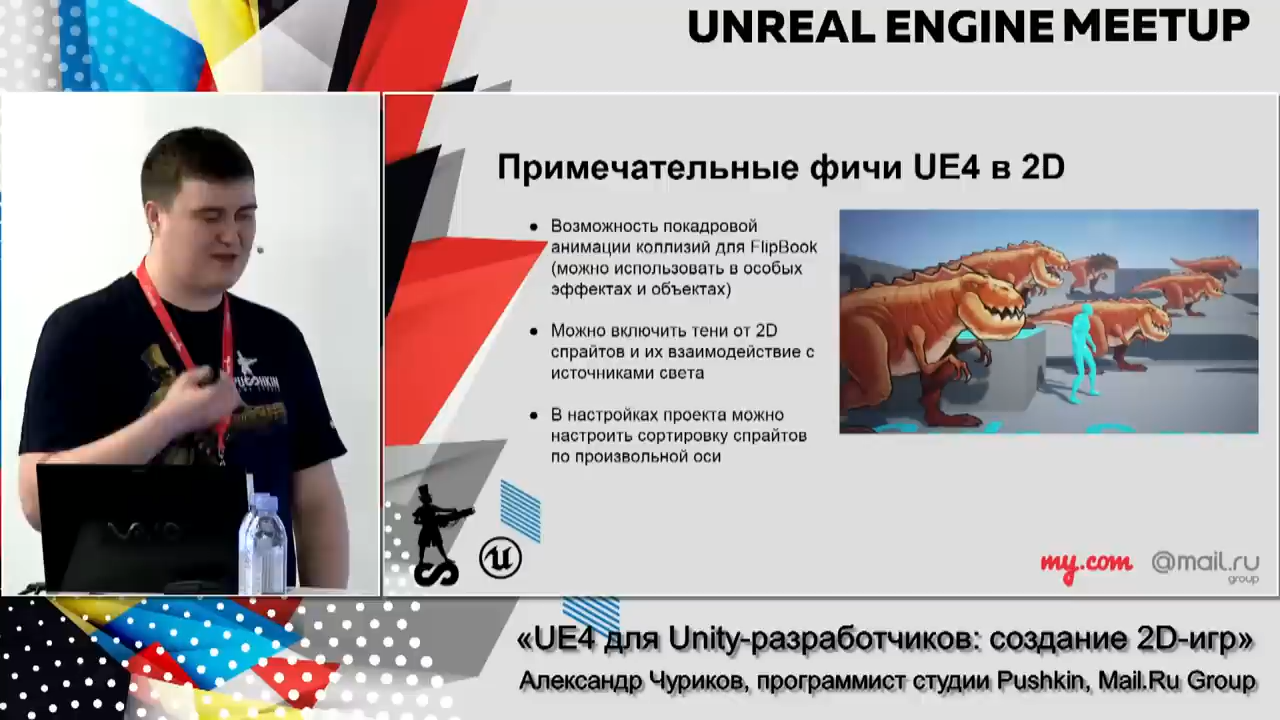 UNREAL ENGINE MEETUP
Примечательные фичи UE4 в 2D
● Возможность покадровой
анимации коллизий для FlipBook
(можно использовать в особых
эффектах и объектах)
● Можно включить тени от 2D
спрайтов и их взаимодействие с
источниками света
● В настройках проекта можно
настроить сортировку спрайтов
по произвольной оси
PUSHKIN
VAIO
my.com @mail.ru
group
«UE4 для Unity-разработчиков: создание 2D-игр»
Александр Чуриков, программист студии Pushkin, Mail.Ru Group